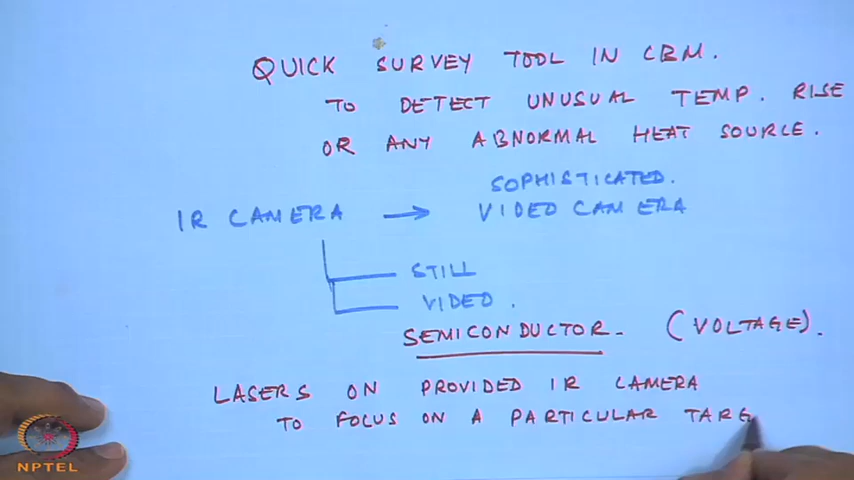 QUICK SURVEY TOOL IN CBM.
TO DETECT UNUSUAL TEMP. RISE
OR ANY ABNORMAL HEAT SOURCE.
SOPHISTICATED.
IR CAMERA → VIDEO CAMERA
STILL
VIDEO.
SEMICONDUCTOR. (VOLTAGE).
LASERS ON PROVIDED IR CAMERA
TO FOCUS ON A PARTICULAR TARG
NPTEL